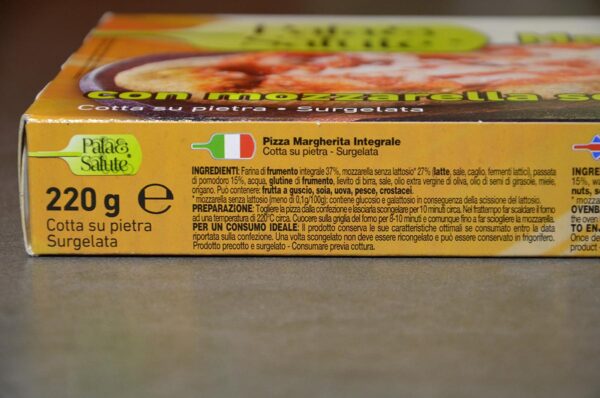 Pala&
Salute
con mozzarella se
Cotta su pietra • Surgelata
Pala&
Salute
220 g ℮
Cotta su pietra
Surgelata
Pizza Margherita Integrale
Cotta su pietra - Surgelata
INGREDIENTI: Farina di frumento integrale 37%, mozzarella senza lattosio* 27% (latte, sale, caglio, fermenti lattici), passata
di pomodoro 15%, acqua, glutine di frumento, lievito di birra, sale, olio extra vergine di oliva, olio di semi di girasole, miele,
origano. Può contenere: frutta a guscio, soia, uova, pesce, crostacei.
* mozzarella senza lattosio (meno di 0,1g/100g): contiene glucosio e galattosio in conseguenza della scissione del lattosio.
PREPARAZIONE: Togliere la pizza dalla confezione e lasciarla scongelare per 10 minuti circa. Nel frattempo far scaldare il forno
ad una temperatura di 220°C circa. Cuocere sulla griglia del forno per 5-10 minuti e comunque fino a far sciogliere la mozzarella.
PER UN CONSUMO IDEALE: Il prodotto conserva le sue caratteristiche ottimali se consumato entro la data
riportata sulla confezione. Una volta scongelato non deve essere ricongelato e può essere conservato in frigorifero.
Prodotto precotto e surgelato - Consumare previa cottura.
INGRE
oil), p
15%, wa
nuts, s
* mozza
OVENB
the oven
TO ENJ
Once de
product